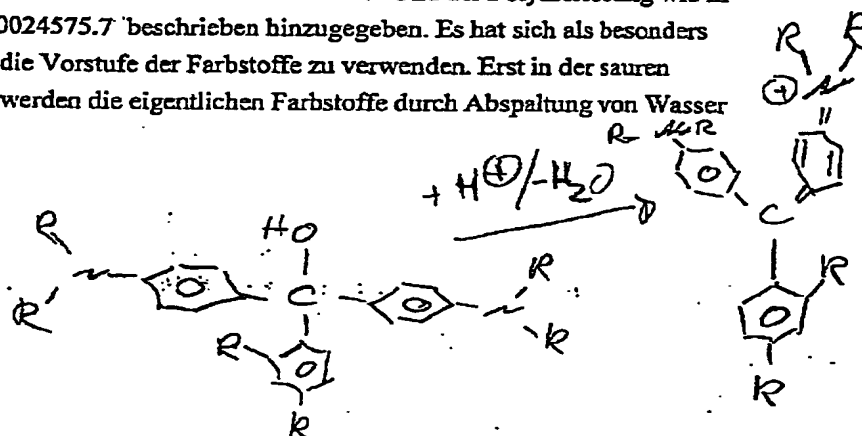 0024575.7 beschrieben hinzugegeben. Es hat sich als besonders
die Vorstufe der Farbstoffe zu verwenden. Erst in der sauren
werden die eigentlichen Farbstoffe durch Abspaltung von Wasser
R R
⊕ N
R- N-R
+ H⊕/-H2O
C
R
R
R
R
N
HO
C
N
R
R
R
R